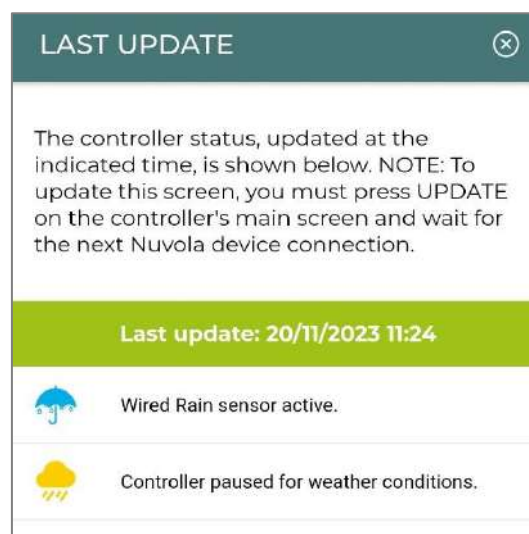 LAST UPDATE
The controller status, updated at the
indicated time, is shown below. NOTE: To
update this screen, you must press UPDATE
on the controller's main screen and wait for
the next Nuvola device connection.
Last update: 20/11/2023 11:24
Wired Rain sensor active.
Controller paused for weather conditions.